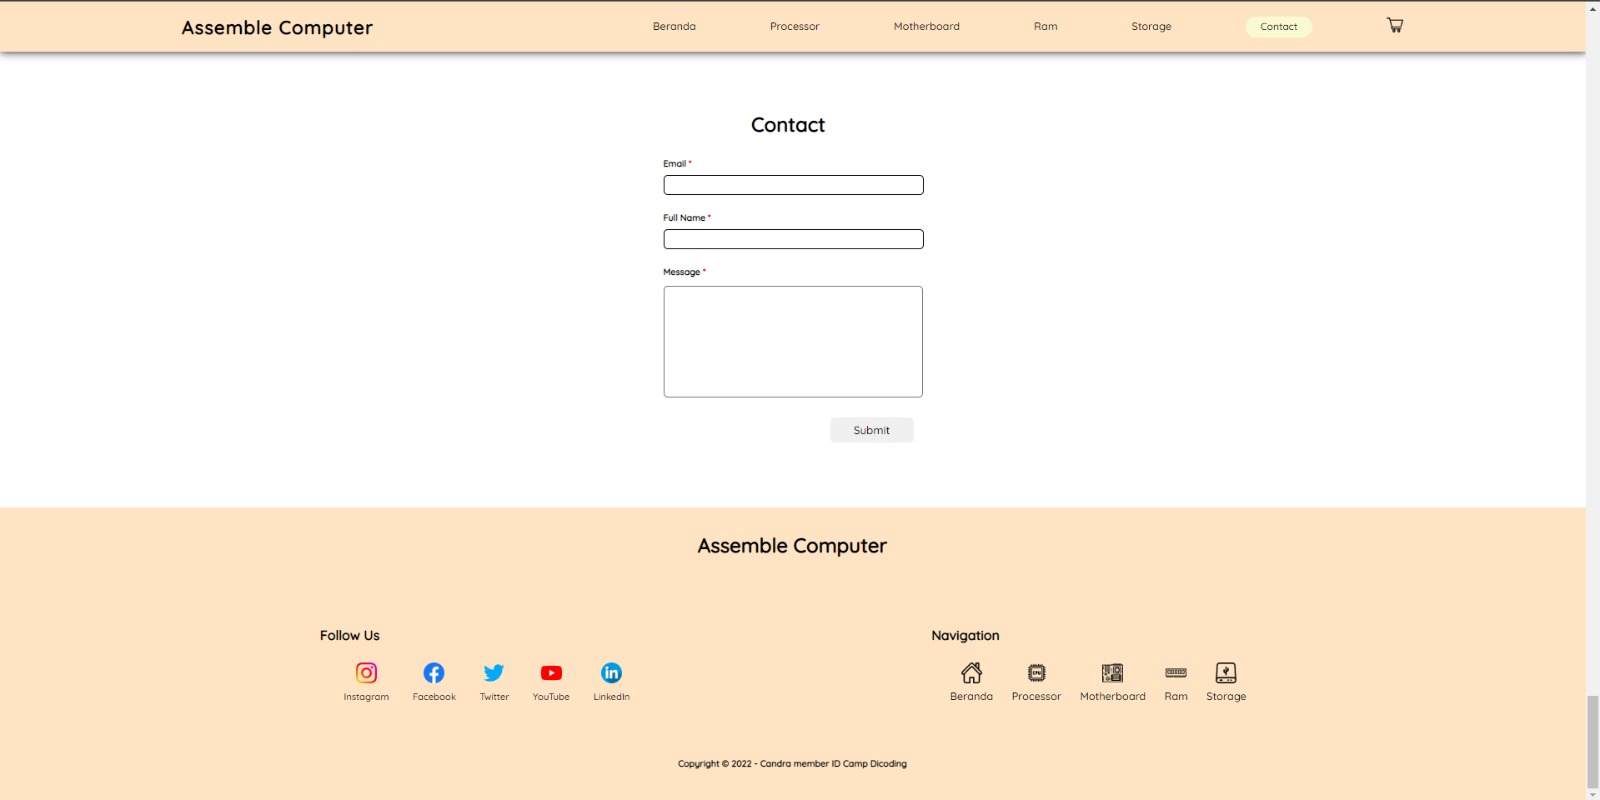 Assemble Computer
Beranda Processor Motherboard Ram Storage Contact
Contact
Email *
Full Name *
Message *
Submit
Assemble Computer
Follow Us
Instagram Facebook Twitter YouTube LinkedIn
Navigation
CPU
Beranda Processor Motherboard Ram Storage
Copyright © 2022 - Candra member ID Camp Dicoding